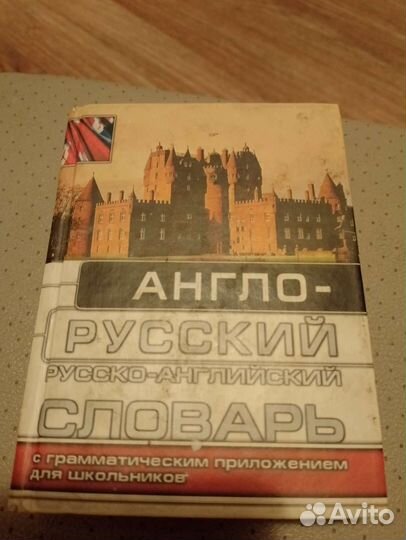 АНГЛО-
РУССКИЙ
РУССКО-АНГЛИЙСКИЙ
СЛОВАРЬ
с грамматическим приложением
для школьников
Avito